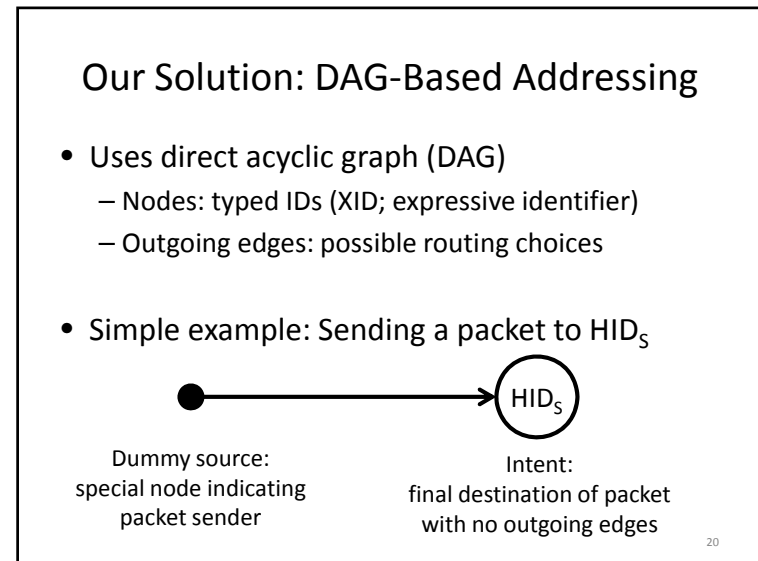 Our Solution: DAG-Based Addressing
• Uses direct acyclic graph (DAG)
– Nodes: typed IDs (XID; expressive identifier)
– Outgoing edges: possible routing choices
• Simple example: Sending a packet to HIDS
HIDS
Dummy source:
special node indicating
packet sender
Intent:
final destination of packet
with no outgoing edges
20